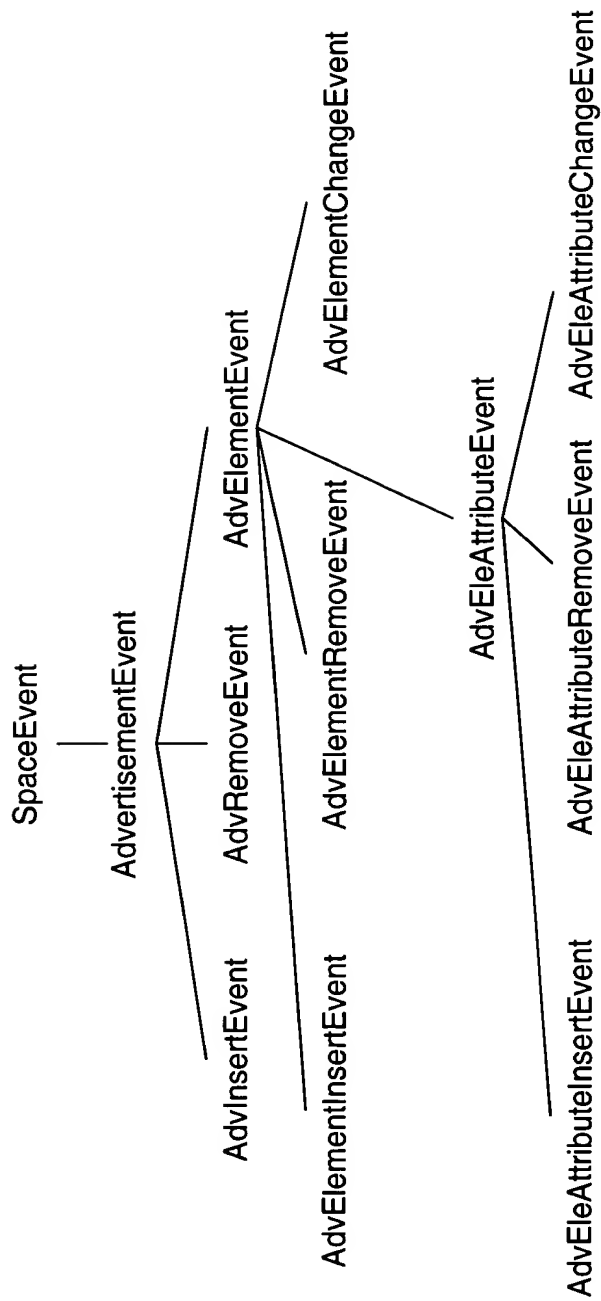 SpaceEvent
AdvertisementEvent
AdvInsertEvent
AdvRemoveEvent
AdvElementEvent
AdvElementInsertEvent
AdvElementRemoveEvent
AdvElementChangeEvent
AdvEleAttributeEvent
AdvEleAttributeInsertEvent
AdvEleAttributeRemoveEvent
AdvEleAttributeChangeEvent